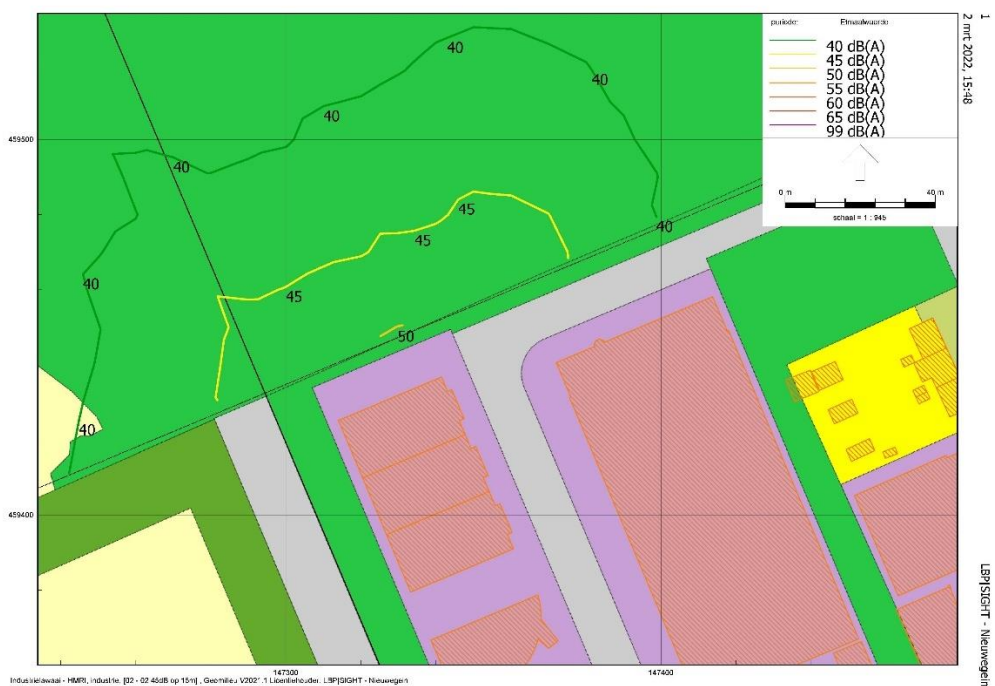 1
2 mrt 2022, 15:48
periode: Etmaalwaarde
40 dB(A)
45 dB(A)
50 dB(A)
55 dB(A)
60 dB(A)
65 dB(A)
99 dB(A)
0 m 40 m
schaal = 1 : 945
40
40
40
40
40
40
40
45
45
45
50
459500
459400
147300
147400
LBP|SIGHT - Nieuwegein
Industrielawaai - HMRI, industrie, [02 - 02 45dB op 15m] , Geomilieu V2021.1 Licentiehouder: LBP|SIGHT - Nieuwegein